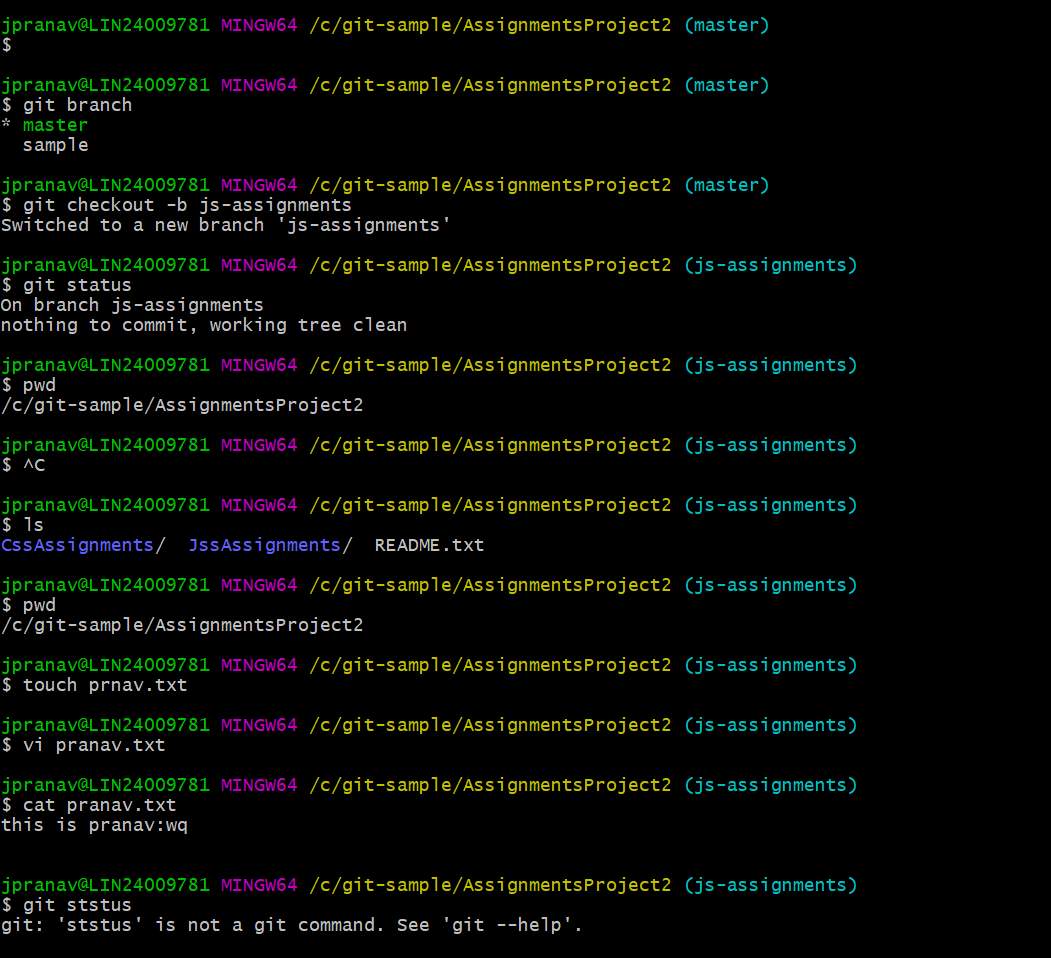 jpranav@LIN24009781 MINGW64 /c/git-sample/AssignmentsProject2 (master)
$
jpranav@LIN24009781 MINGW64 /c/git-sample/AssignmentsProject2 (master)
$ git branch
* master
  sample
jpranav@LIN24009781 MINGW64 /c/git-sample/AssignmentsProject2 (master)
$ git checkout -b js-assignments
Switched to a new branch 'js-assignments'
jpranav@LIN24009781 MINGW64 /c/git-sample/AssignmentsProject2 (js-assignments)
$ git status
On branch js-assignments
nothing to commit, working tree clean
jpranav@LIN24009781 MINGW64 /c/git-sample/AssignmentsProject2 (js-assignments)
$ pwd
/c/git-sample/AssignmentsProject2
jpranav@LIN24009781 MINGW64 /c/git-sample/AssignmentsProject2 (js-assignments)
$ ^C
jpranav@LIN24009781 MINGW64 /c/git-sample/AssignmentsProject2 (js-assignments)
$ ls
CssAssignments/  JssAssignments/  README.txt
jpranav@LIN24009781 MINGW64 /c/git-sample/AssignmentsProject2 (js-assignments)
$ pwd
/c/git-sample/AssignmentsProject2
jpranav@LIN24009781 MINGW64 /c/git-sample/AssignmentsProject2 (js-assignments)
$ touch prnav.txt
jpranav@LIN24009781 MINGW64 /c/git-sample/AssignmentsProject2 (js-assignments)
$ vi pranav.txt
jpranav@LIN24009781 MINGW64 /c/git-sample/AssignmentsProject2 (js-assignments)
$ cat pranav.txt
this is pranav:wq
jpranav@LIN24009781 MINGW64 /c/git-sample/AssignmentsProject2 (js-assignments)
$ git ststus
git: 'ststus' is not a git command. See 'git --help'.